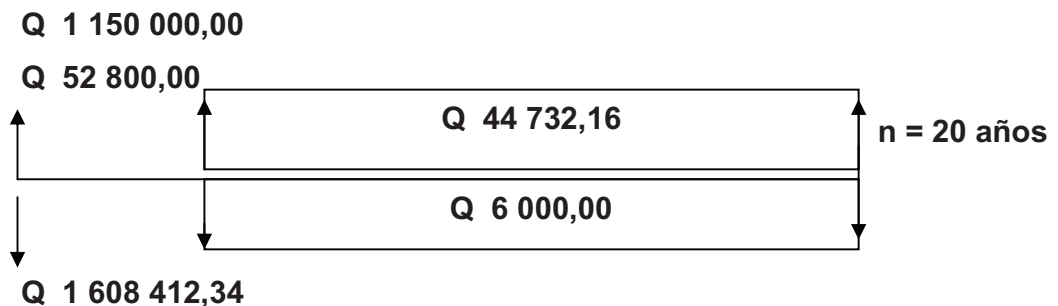 Q 1 150 000,00
Q 52 800,00
Q 44 732,16
n = 20 años
Q 6 000,00
Q 1 608 412,34